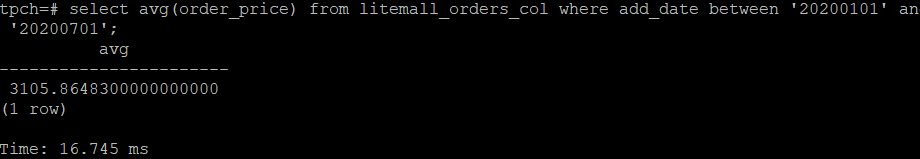 tpch=# select avg(order_price) from litemall_orders_col where add_date between '20200101' an
 '20200701';
          avg
-----------------------
 3105.8648300000000000
(1 row)

Time: 16.745 ms